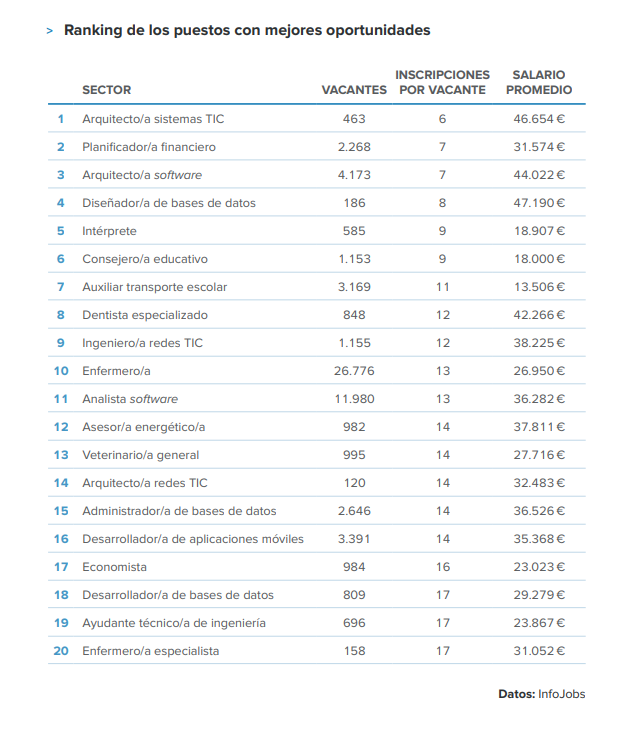 > Ranking de los puestos con mejores oportunidades
SECTOR VACANTES INSCRIPCIONES POR VACANTE SALARIO PROMEDIO
1 Arquitecto/a sistemas TIC 463 6 46.654 €
2 Planificador/a financiero 2.268 7 31.574 €
3 Arquitecto/a software 4.173 7 44.022 €
4 Diseñador/a de bases de datos 186 8 47.190 €
5 Intérprete 585 9 18.907 €
6 Consejero/a educativo 1.153 9 18.000 €
7 Auxiliar transporte escolar 3.169 11 13.506 €
8 Dentista especializado 848 12 42.266 €
9 Ingeniero/a redes TIC 1.155 12 38.225 €
10 Enfermero/a 26.776 13 26.950 €
11 Analista software 11.980 13 36.282 €
12 Asesor/a energético/a 982 14 37.811 €
13 Veterinario/a general 995 14 27.716 €
14 Arquitecto/a redes TIC 120 14 32.483 €
15 Administrador/a de bases de datos 2.646 14 36.526 €
16 Desarrollador/a de aplicaciones móviles 3.391 14 35.368 €
17 Economista 984 16 23.023 €
18 Desarrollador/a de bases de datos 809 17 29.279 €
19 Ayudante técnico/a de ingeniería 696 17 23.867 €
20 Enfermero/a especialista 158 17 31.052 €
Datos: InfoJobs